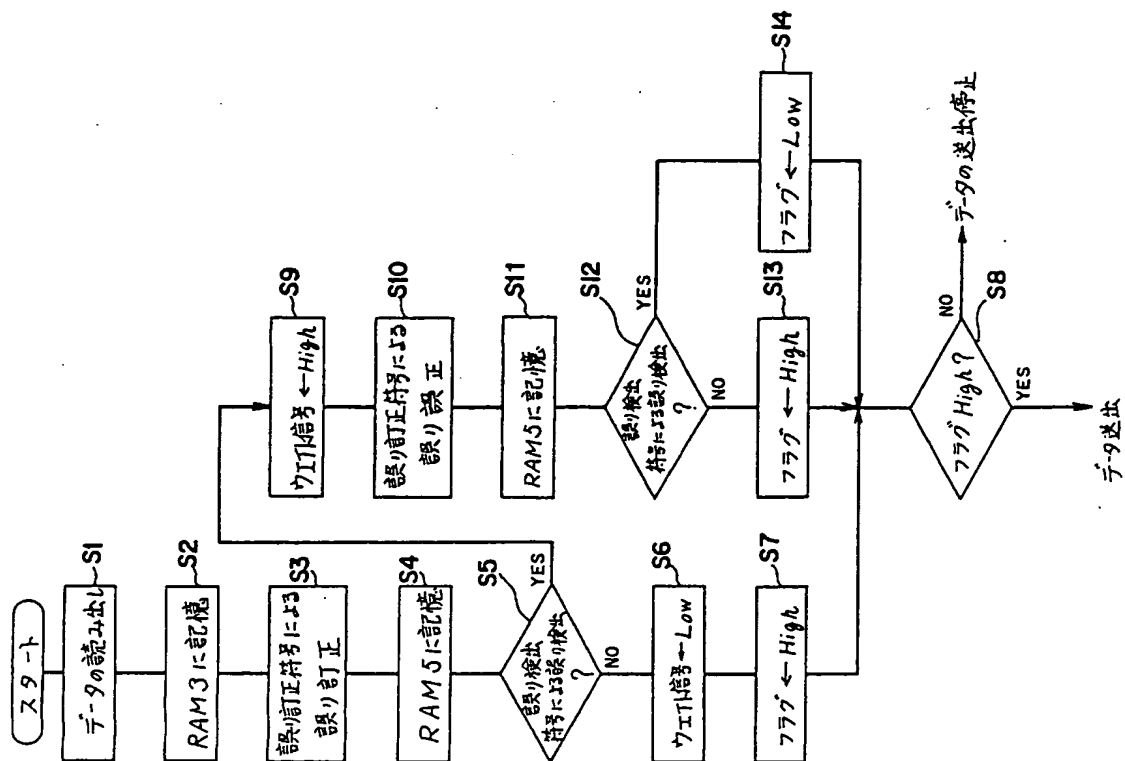 スタート
S1
データの読み出し
S2
RAM3に記憶
S3
誤り訂正符号による
誤り訂正
S4
RAM5に記憶
S5
誤り検出
符号による誤り検出
?
YES
NO
S6
ウエイト信号←Low
S7
フラグ←High
S9
ウエイト信号←High
S10
誤り訂正符号による
誤り誤正
S11
RAM5に記憶
S12
誤り検出
符号による誤り検出
?
YES
NO
S13
フラグ←High
S14
フラグ←Low
S8
フラグHigh?
NO
データの送出停止
YES
データ送出